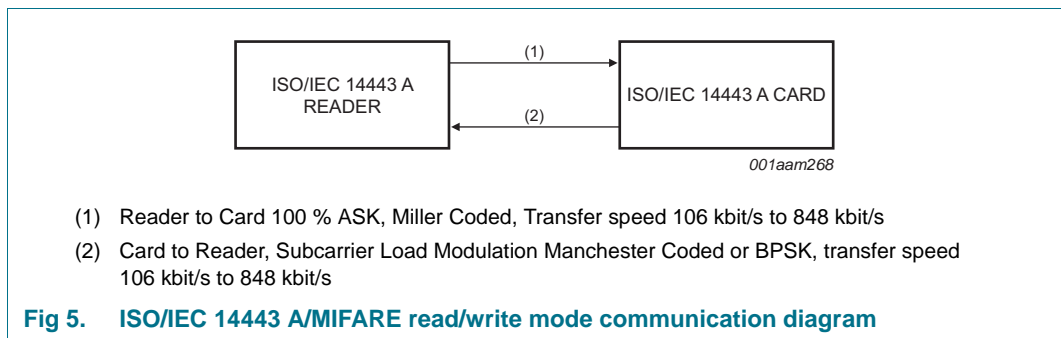 (1)
ISO/IEC 14443 A
READER
ISO/IEC 14443 A CARD
(2)
001aam268
(1) Reader to Card 100 % ASK, Miller Coded, Transfer speed 106 kbit/s to 848 kbit/s
(2) Card to Reader, Subcarrier Load Modulation Manchester Coded or BPSK, transfer speed
106 kbit/s to 848 kbit/s
Fig 5. ISO/IEC 14443 A/MIFARE read/write mode communication diagram